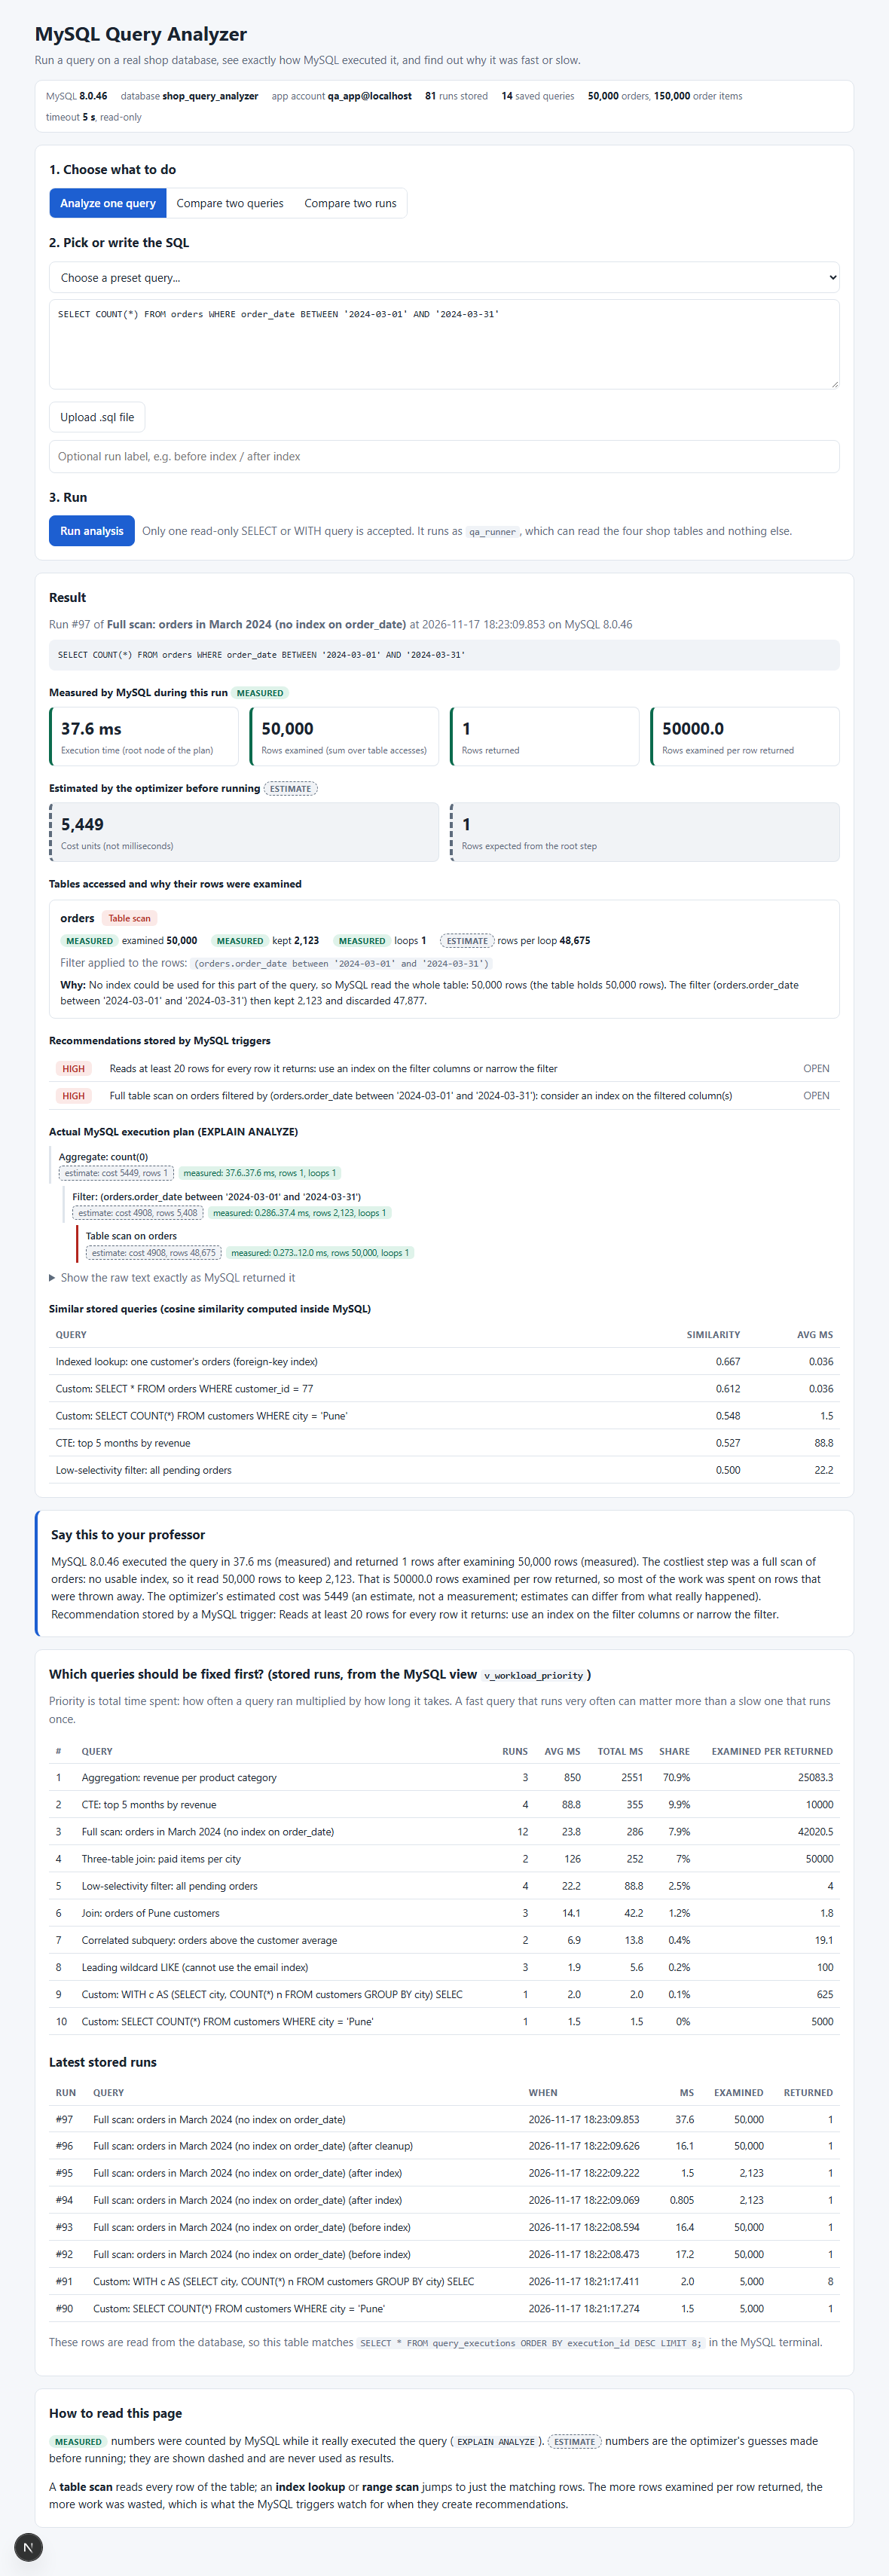 MySQL Query Analyzer
Run a query on a real shop database, see exactly how MySQL executed it, and find out why it was fast or slow.
MySQL 8.0.46 database shop_query_analyzer app account qa_app@localhost 81 runs stored 14 saved queries 50,000 orders, 150,000 order items
timeout 5 s, read-only
1. Choose what to do
Analyze one query Compare two queries Compare two runs
2. Pick or write the SQL
Choose a preset query...
SELECT COUNT(*) FROM orders WHERE order_date BETWEEN '2024-03-01' AND '2024-03-31'
Upload .sql file
Optional run label, e.g. before index / after index
3. Run
Run analysis Only one read-only SELECT or WITH query is accepted. It runs as qa_runner, which can read the four shop tables and nothing else.
Result
Run #97 of Full scan: orders in March 2024 (no index on order_date) at 2026-11-17 18:23:09.853 on MySQL 8.0.46
SELECT COUNT(*) FROM orders WHERE order_date BETWEEN '2024-03-01' AND '2024-03-31'
Measured by MySQL during this run MEASURED
37.6 ms 50,000 1 50000.0
Execution time (root node of the plan) Rows examined (sum over table accesses) Rows returned Rows examined per row returned
Estimated by the optimizer before running ESTIMATE
5,449 1
Cost units (not milliseconds) Rows expected from the root step
Tables accessed and why their rows were examined
orders Table scan
MEASURED examined 50,000 MEASURED kept 2,123 MEASURED loops 1 ESTIMATE rows per loop 48,675
Filter applied to the rows: (orders.order_date between '2024-03-01' and '2024-03-31')
Why: No index could be used for this part of the query, so MySQL read the whole table: 50,000 rows (the table holds 50,000 rows). The filter (orders.order_date
between '2024-03-01' and '2024-03-31') then kept 2,123 and discarded 47,877.
Recommendations stored by MySQL triggers
HIGH Reads at least 20 rows for every row it returns: use an index on the filter columns or narrow the filter OPEN
HIGH Full table scan on orders filtered by (orders.order_date between '2024-03-01' and '2024-03-31'): consider an index on the filtered column(s) OPEN
Actual MySQL execution plan (EXPLAIN ANALYZE)
Aggregate: count(0)
estimate: cost 5449, rows 1 measured: 37.6..37.6 ms, rows 1, loops 1
Filter: (orders.order_date between '2024-03-01' and '2024-03-31')
estimate: cost 4908, rows 5,408 measured: 0.286..37.4 ms, rows 2,123, loops 1
Table scan on orders
estimate: cost 4908, rows 48,675 measured: 0.273..12.0 ms, rows 50,000, loops 1
▶ Show the raw text exactly as MySQL returned it
Similar stored queries (cosine similarity computed inside MySQL)
QUERY SIMILARITY AVG MS
Indexed lookup: one customer's orders (foreign-key index) 0.667 0.036
Custom: SELECT * FROM orders WHERE customer_id = 77 0.612 0.036
Custom: SELECT COUNT(*) FROM customers WHERE city = 'Pune' 0.548 1.5
CTE: top 5 months by revenue 0.527 88.8
Low-selectivity filter: all pending orders 0.500 22.2
Say this to your professor
MySQL 8.0.46 executed the query in 37.6 ms (measured) and returned 1 rows after examining 50,000 rows (measured). The costliest step was a full scan of
orders: no usable index, so it read 50,000 rows to keep 2,123. That is 50000.0 rows examined per row returned, so most of the work was spent on rows that
were thrown away. The optimizer's estimated cost was 5449 (an estimate, not a measurement; estimates can differ from what really happened).
Recommendation stored by a MySQL trigger: Reads at least 20 rows for every row it returns: use an index on the filter columns or narrow the filter.
Which queries should be fixed first? (stored runs, from the MySQL view v_workload_priority)
Priority is total time spent: how often a query ran multiplied by how long it takes. A fast query that runs very often can matter more than a slow one that runs
once.
# QUERY RUNS AVG MS TOTAL MS SHARE EXAMINED PER RETURNED
1 Aggregation: revenue per product category 3 850 2551 70.9% 25083.3
2 CTE: top 5 months by revenue 4 88.8 355 9.9% 10000
3 Full scan: orders in March 2024 (no index on order_date) 12 23.8 286 7.9% 42020.5
4 Three-table join: paid items per city 2 126 252 7% 50000
5 Low-selectivity filter: all pending orders 4 22.2 88.8 2.5% 4
6 Join: orders of Pune customers 3 14.1 42.2 1.2% 1.8
7 Correlated subquery: orders above the customer average 2 6.9 13.8 0.4% 19.1
8 Leading wildcard LIKE (cannot use the email index) 3 1.9 5.6 0.2% 100
9 Custom: WITH c AS (SELECT city, COUNT(*) n FROM customers GROUP BY city) SELEC 1 2.0 2.0 0.1% 625
10 Custom: SELECT COUNT(*) FROM customers WHERE city = 'Pune' 1 1.5 1.5 0% 5000
Latest stored runs
RUN QUERY WHEN MS EXAMINED RETURNED
#97 Full scan: orders in March 2024 (no index on order_date) 2026-11-17 18:23:09.853 37.6 50,000 1
#96 Full scan: orders in March 2024 (no index on order_date) (after cleanup) 2026-11-17 18:22:09.626 16.1 50,000 1
#95 Full scan: orders in March 2024 (no index on order_date) (after index) 2026-11-17 18:22:09.222 1.5 2,123 1
#94 Full scan: orders in March 2024 (no index on order_date) (after index) 2026-11-17 18:22:09.069 0.805 2,123 1
#93 Full scan: orders in March 2024 (no index on order_date) (before index) 2026-11-17 18:22:08.594 16.4 50,000 1
#92 Full scan: orders in March 2024 (no index on order_date) (before index) 2026-11-17 18:22:08.473 17.2 50,000 1
#91 Custom: WITH c AS (SELECT city, COUNT(*) n FROM customers GROUP BY city) SELEC 2026-11-17 18:21:17.411 2.0 5,000 8
#90 Custom: SELECT COUNT(*) FROM customers WHERE city = 'Pune' 2026-11-17 18:21:17.274 1.5 5,000 1
These rows are read from the database, so this table matches SELECT * FROM query_executions ORDER BY execution_id DESC LIMIT 8; in the MySQL terminal.
How to read this page
MEASURED numbers were counted by MySQL while it really executed the query (EXPLAIN ANALYZE). ESTIMATE numbers are the optimizer's guesses made
before running; they are shown dashed and are never used as results.
A table scan reads every row of the table; an index lookup or range scan jumps to just the matching rows. The more rows examined per row returned, the
more work was wasted, which is what the MySQL triggers watch for when they create recommendations.
N